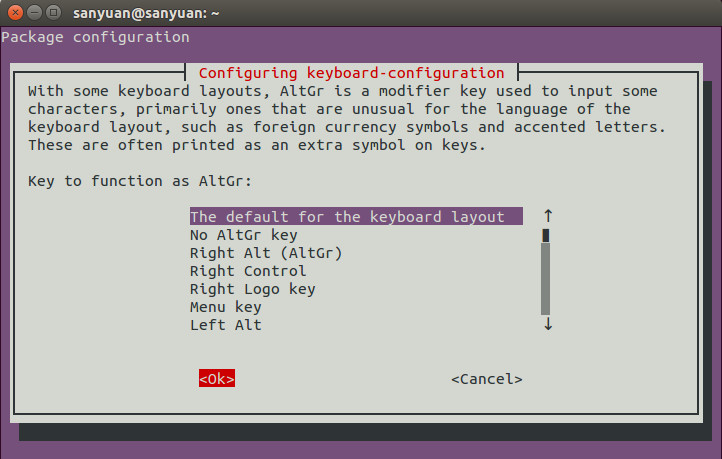 sanyuan@sanyuan: ~
Package configuration
Configuring keyboard-configuration
With some keyboard layouts, AltGr is a modifier key used to input some
characters, primarily ones that are unusual for the language of the
keyboard layout, such as foreign currency symbols and accented letters.
These are often printed as an extra symbol on keys.
Key to function as AltGr:
The default for the keyboard layout ↑
No AltGr key
Right Alt (AltGr)
Right Control
Right Logo key
Menu key
Left Alt ↓
<Ok> <Cancel>